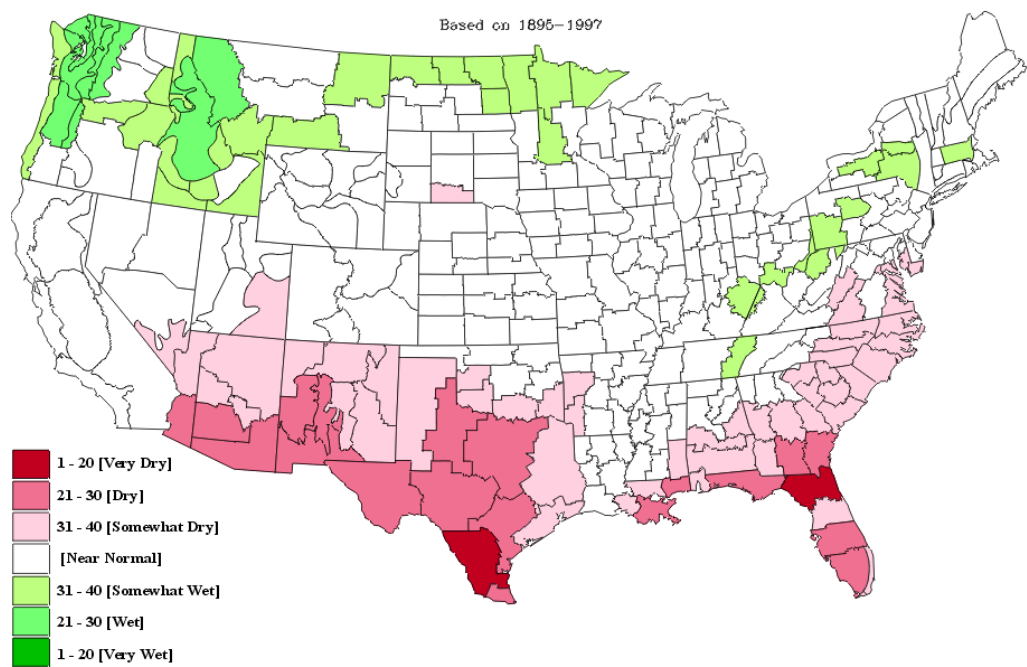 Based on 1895-1997
1 - 20 [Very Dry]
21 - 30 [Dry]
31 - 40 [Somewhat Dry]
[Near Normal]
31 - 40 [Somewhat Wet]
21 - 30 [Wet]
1 - 20 [Very Wet]